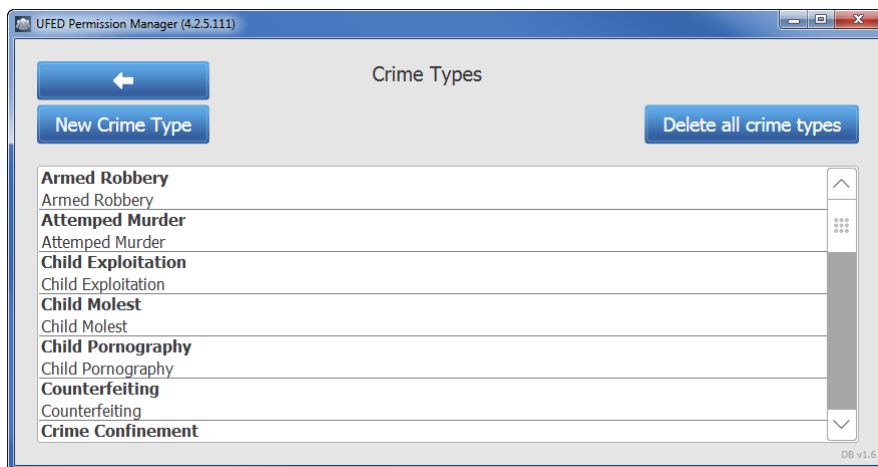 UFED Permission Manager (4.2.5.111)
Crime Types
New Crime Type
Delete all crime types
Armed Robbery
Armed Robbery
Attemped Murder
Attemped Murder
Child Exploitation
Child Exploitation
Child Molest
Child Molest
Child Pornography
Child Pornography
Counterfeiting
Counterfeiting
Crime Confinement
DB v1.6